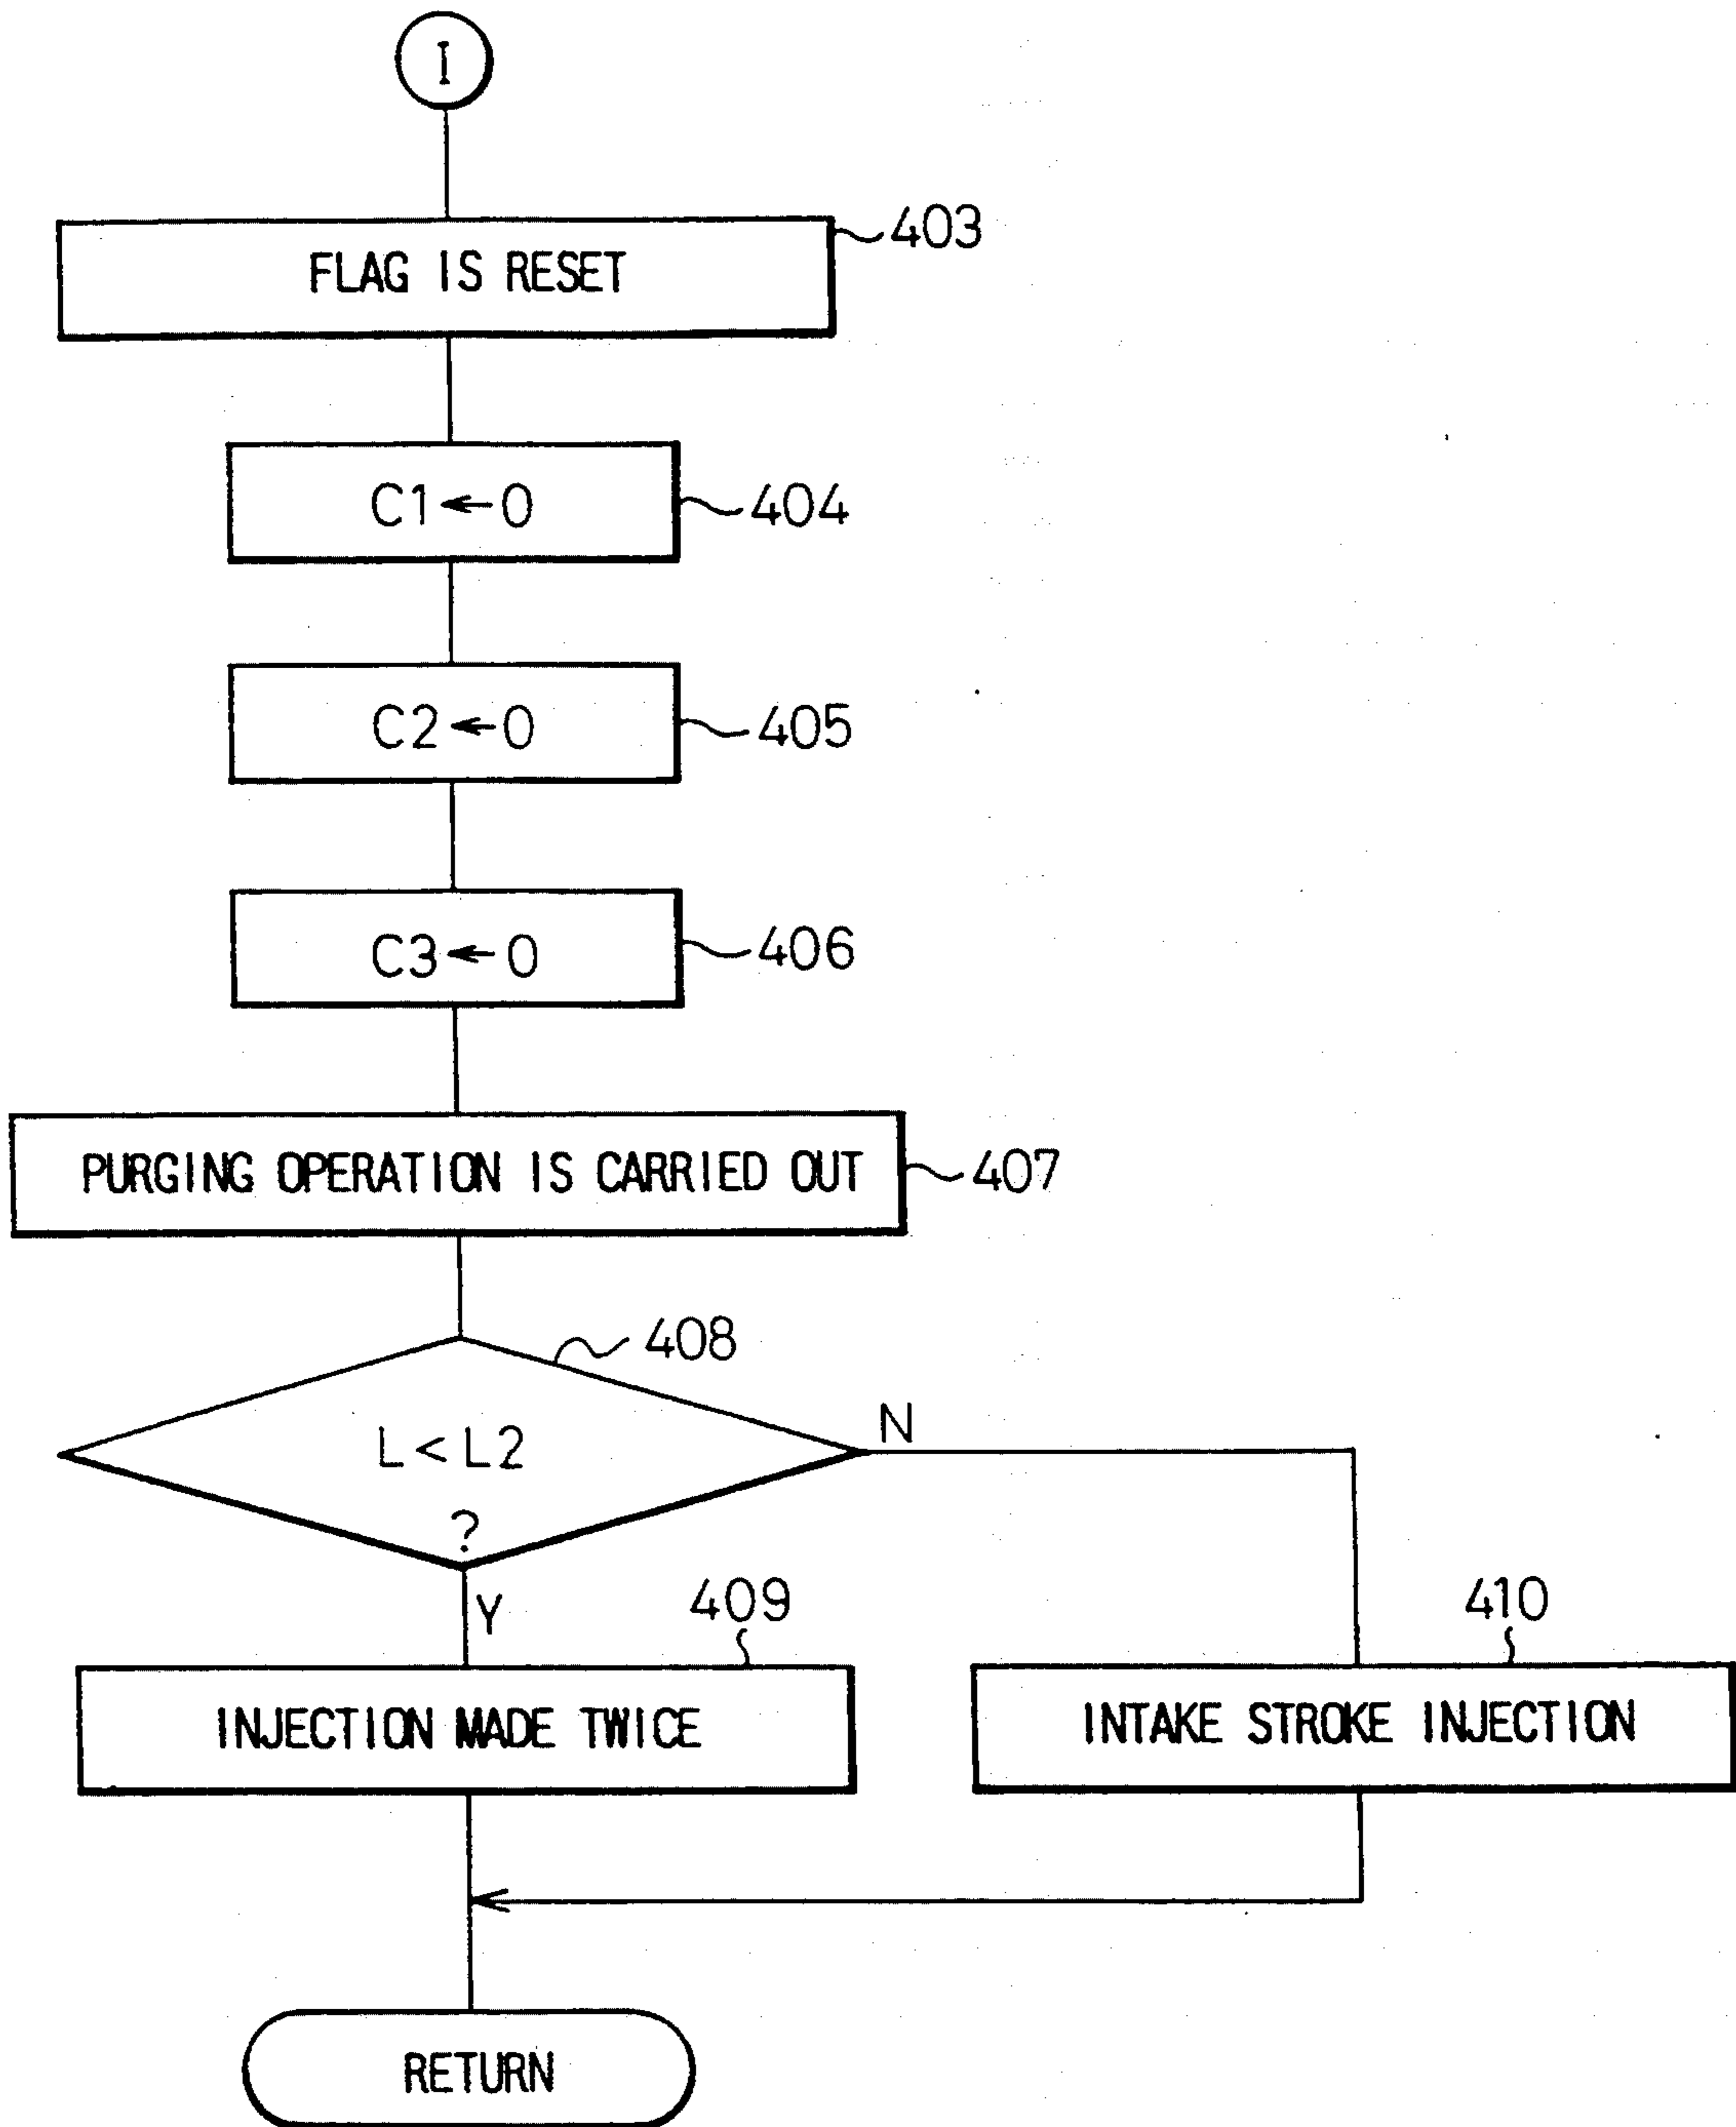 I
403
FLAG IS RESET
C1←0
404
C2←0
405
C3←0
406
PURGING OPERATION IS CARRIED OUT
407
408
L<L2
?
N
Y
409
410
INJECTION MADE TWICE
INTAKE STROKE INJECTION
RETURN